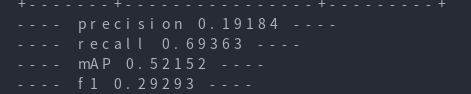 +-------+----------------+---------+
---- precision 0.19184 ----
---- recall 0.69363 ----
---- mAP 0.52152 ----
---- f1 0.29293 ----